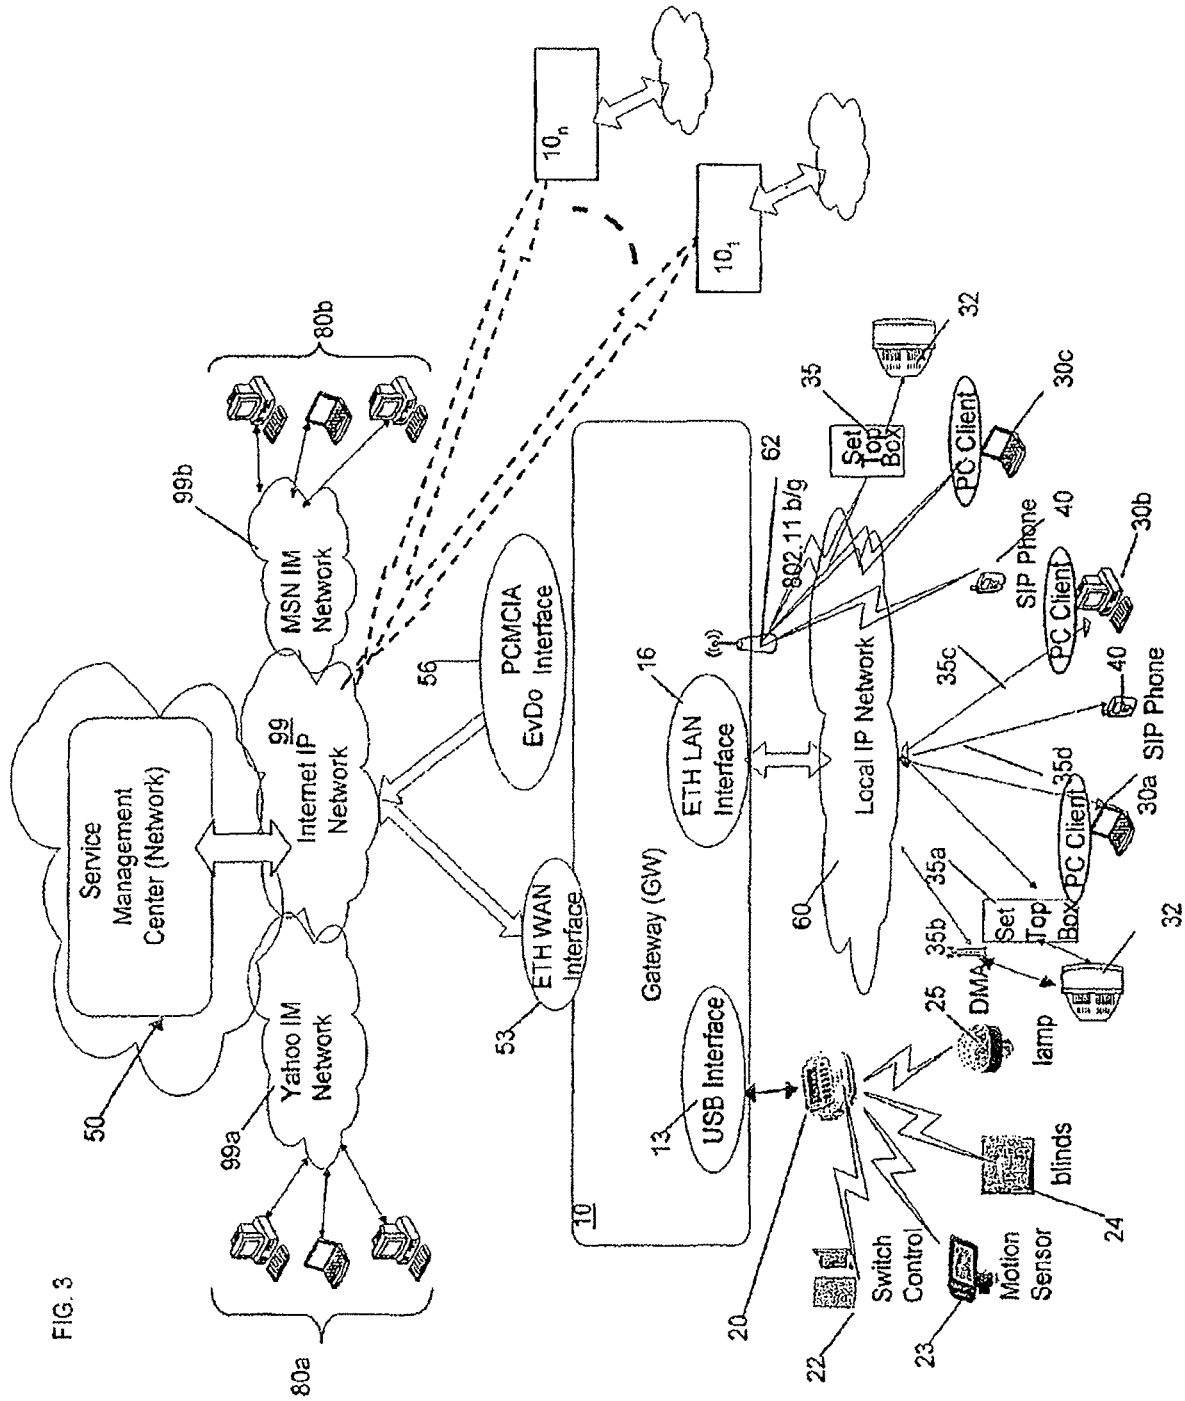 FIG. 3
50
Service
Management
Center (Network)
80a
99a
Yahoo IM
Network
99
Internet IP
Network
99b
MSN IM
Network
80b
53
ETH WAN
Interface
56
EvDo
PCMCIA
Interface
10n
101
10
Gateway (GW)
13
USB Interface
16
ETH LAN
Interface
62
802.11 b/g
60
Local IP Network
20
22
Switch
Control
23
Motion
Sensor
24
blinds
25
lamp
35b
DMA
35a
Set
Top
Box
32
PC Client
30a
35d
SIP Phone
40
35c
PC Client
30b
SIP Phone
40
PC Client
30c
35
Set
Top
Box
32